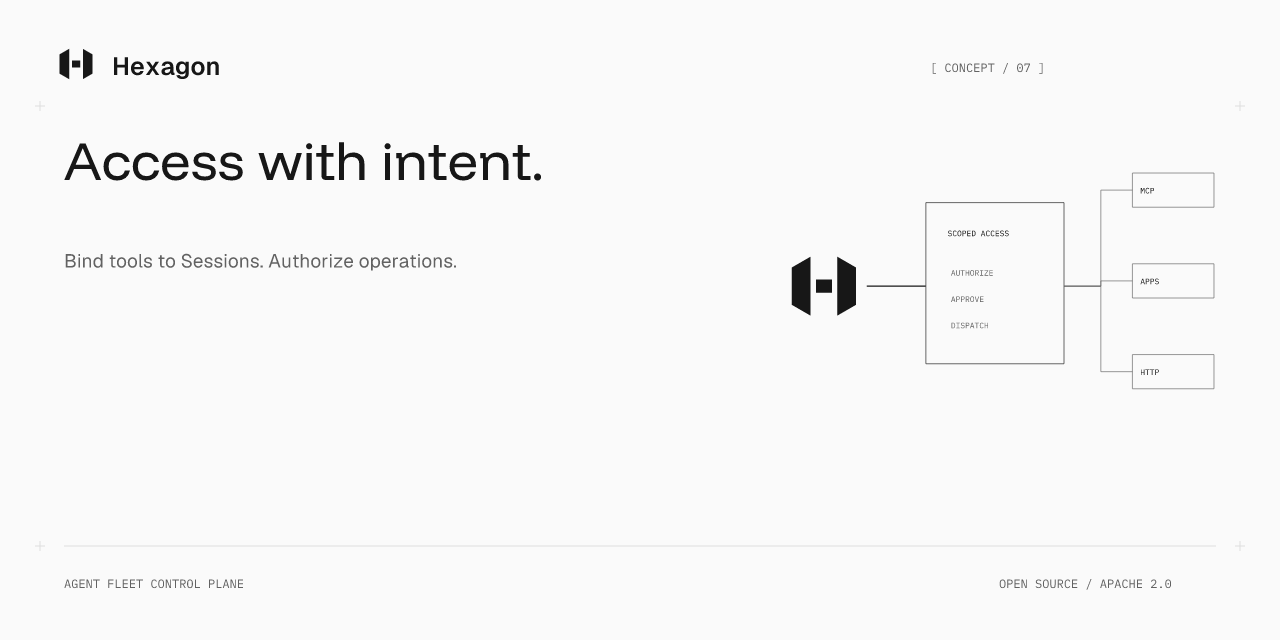 Hexagon
[ CONCEPT / 07 ]
Access with intent.
Bind tools to Sessions. Authorize operations.
SCOPED ACCESS
AUTHORIZE
APPROVE
DISPATCH
MCP
APPS
HTTP
AGENT FLEET CONTROL PLANE
OPEN SOURCE / APACHE 2.0